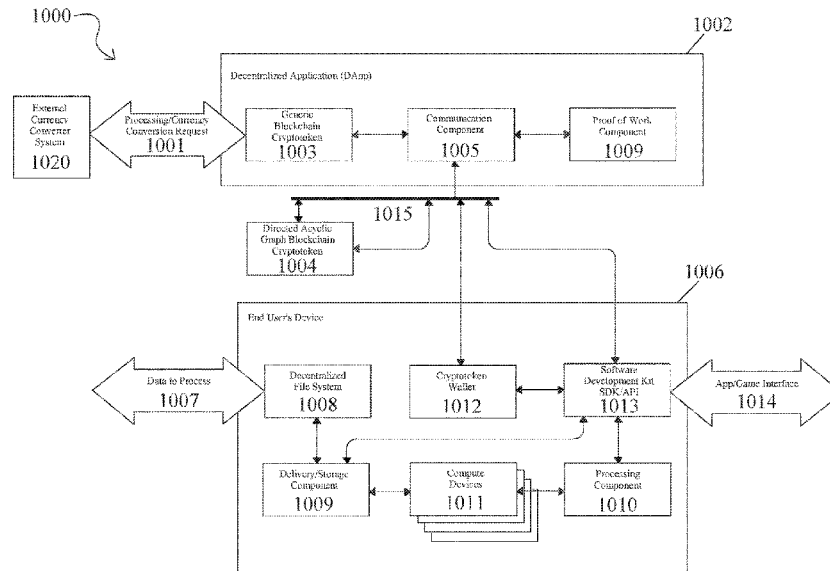 1000
1002
Decentralized Application (DApp)
External
Currency
Converter
System
1020
Processing/Currency
Conversion Request
1001
Generic
Blockchain
Cryptotoken
1003
Communication
Component
1005
Proof of Work
Component
1009
1015
Directed Acyclic
Graph Blockchain
Cryptotoken
1004
1006
End User's Device
Data to Process
1007
Decentralized
File System
1008
Cryptotoken
Wallet
1012
Software
Development Kit
SDK/API
1013
App/Game Interface
1014
Delivery/Storage
Component
1009
Compute
Devices
1011
Processing
Component
1010